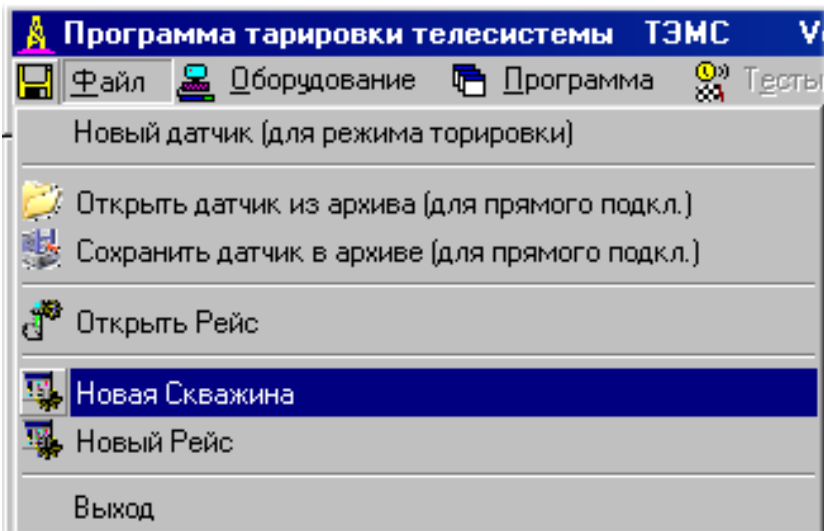 Программа тарировки телесистемы ТЭМС
Файл Оборудование Программа Тесты
Новый датчик (для режима торировки)
Открыть датчик из архива (для прямого подкл.)
Сохранить датчик в архиве (для прямого подкл.)
Открыть Рейс
Новая Скважина
Новый Рейс
Выход